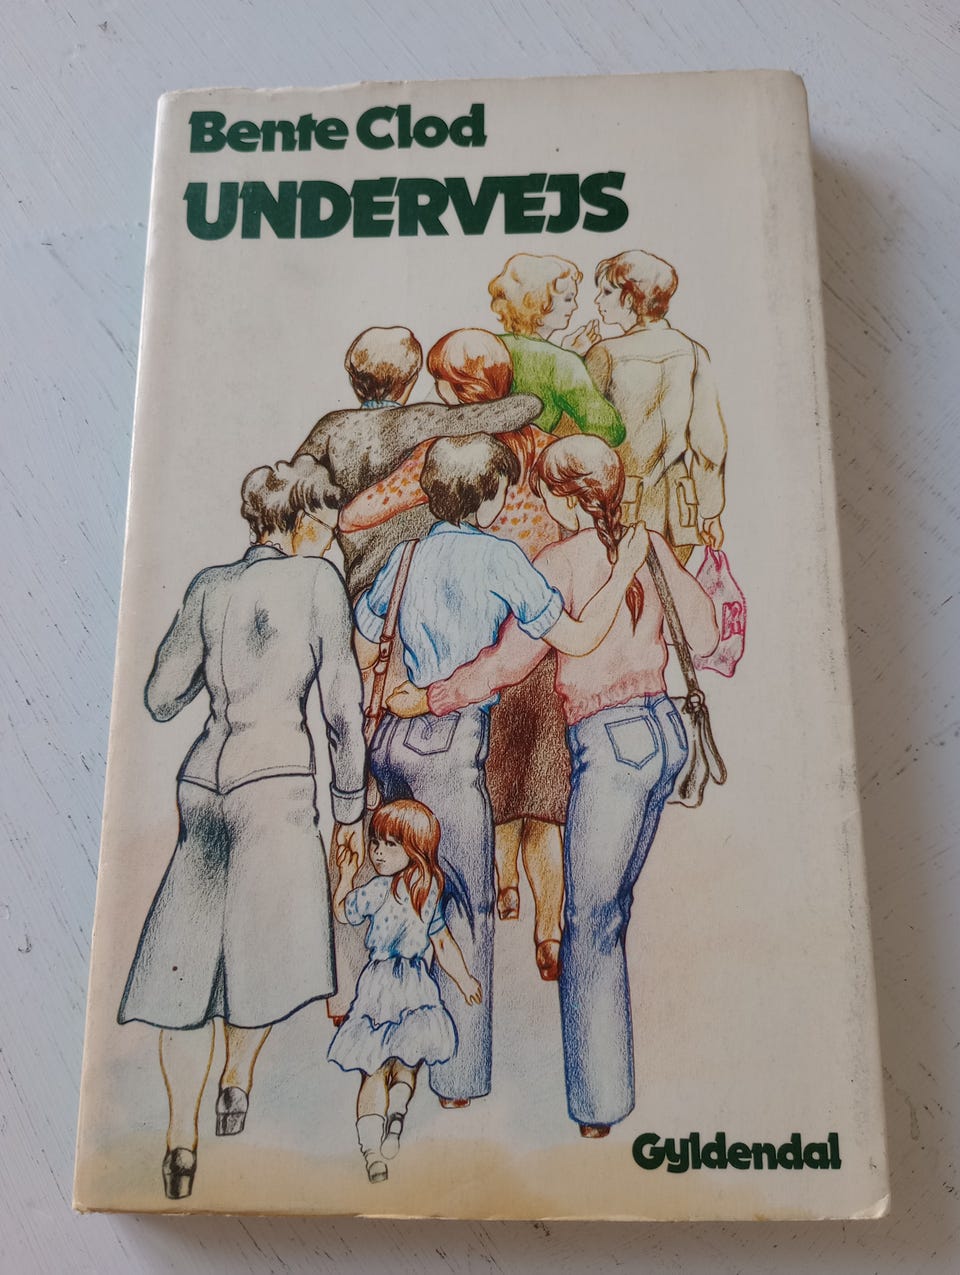 Bente Clod
UNDERVEJS
Gyldendal